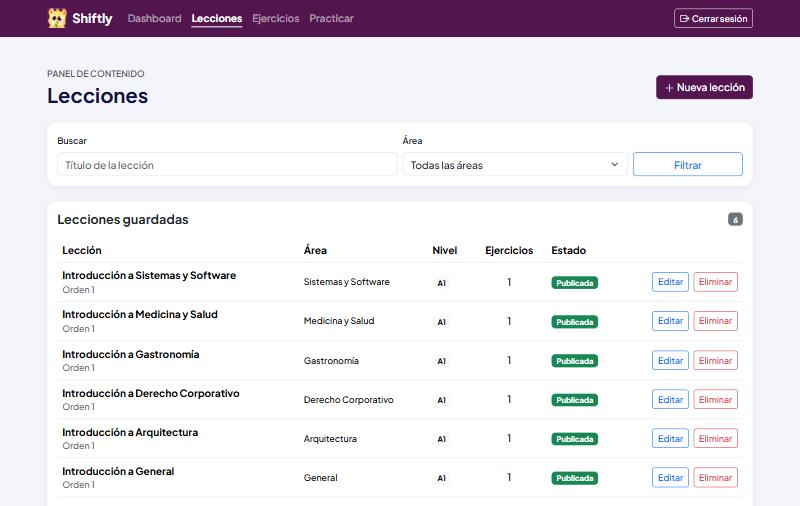 Shiftly Dashboard Lecciones Ejercicios Practicar Cerrar sesión
PANEL DE CONTENIDO
Lecciones
+ Nueva lección
Buscar Área
Título de la lección Todas las áreas Filtrar
Lecciones guardadas 6
Lección Área Nivel Ejercicios Estado
Introducción a Sistemas y Software Sistemas y Software A1 1 Publicada Editar Eliminar
Orden 1
Introducción a Medicina y Salud Medicina y Salud A1 1 Publicada Editar Eliminar
Orden 1
Introducción a Gastronomía Gastronomía A1 1 Publicada Editar Eliminar
Orden 1
Introducción a Derecho Corporativo Derecho Corporativo A1 1 Publicada Editar Eliminar
Orden 1
Introducción a Arquitectura Arquitectura A1 1 Publicada Editar Eliminar
Orden 1
Introducción a General General A1 1 Publicada Editar Eliminar
Orden 1